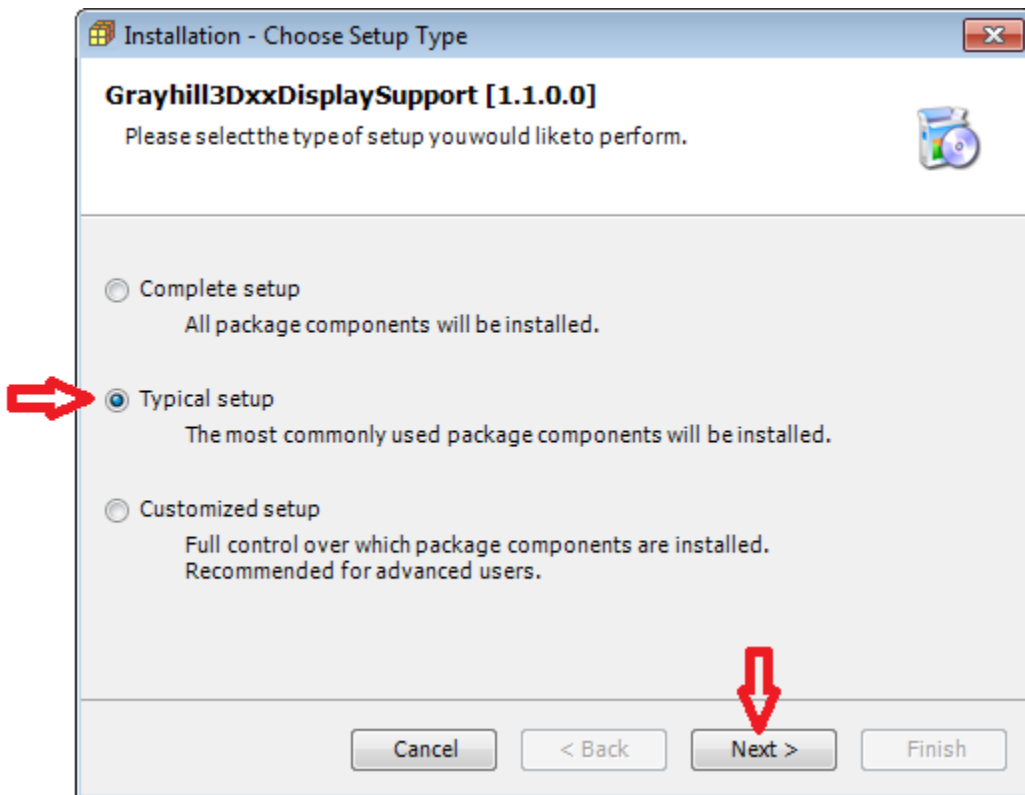 Installation - Choose Setup Type
Grayhill3DxxDisplaySupport [1.1.0.0]
Please select the type of setup you would like to perform.
Complete setup
All package components will be installed.
Typical setup
The most commonly used package components will be installed.
Customized setup
Full control over which package components are installed.
Recommended for advanced users.
Cancel < Back Next > Finish